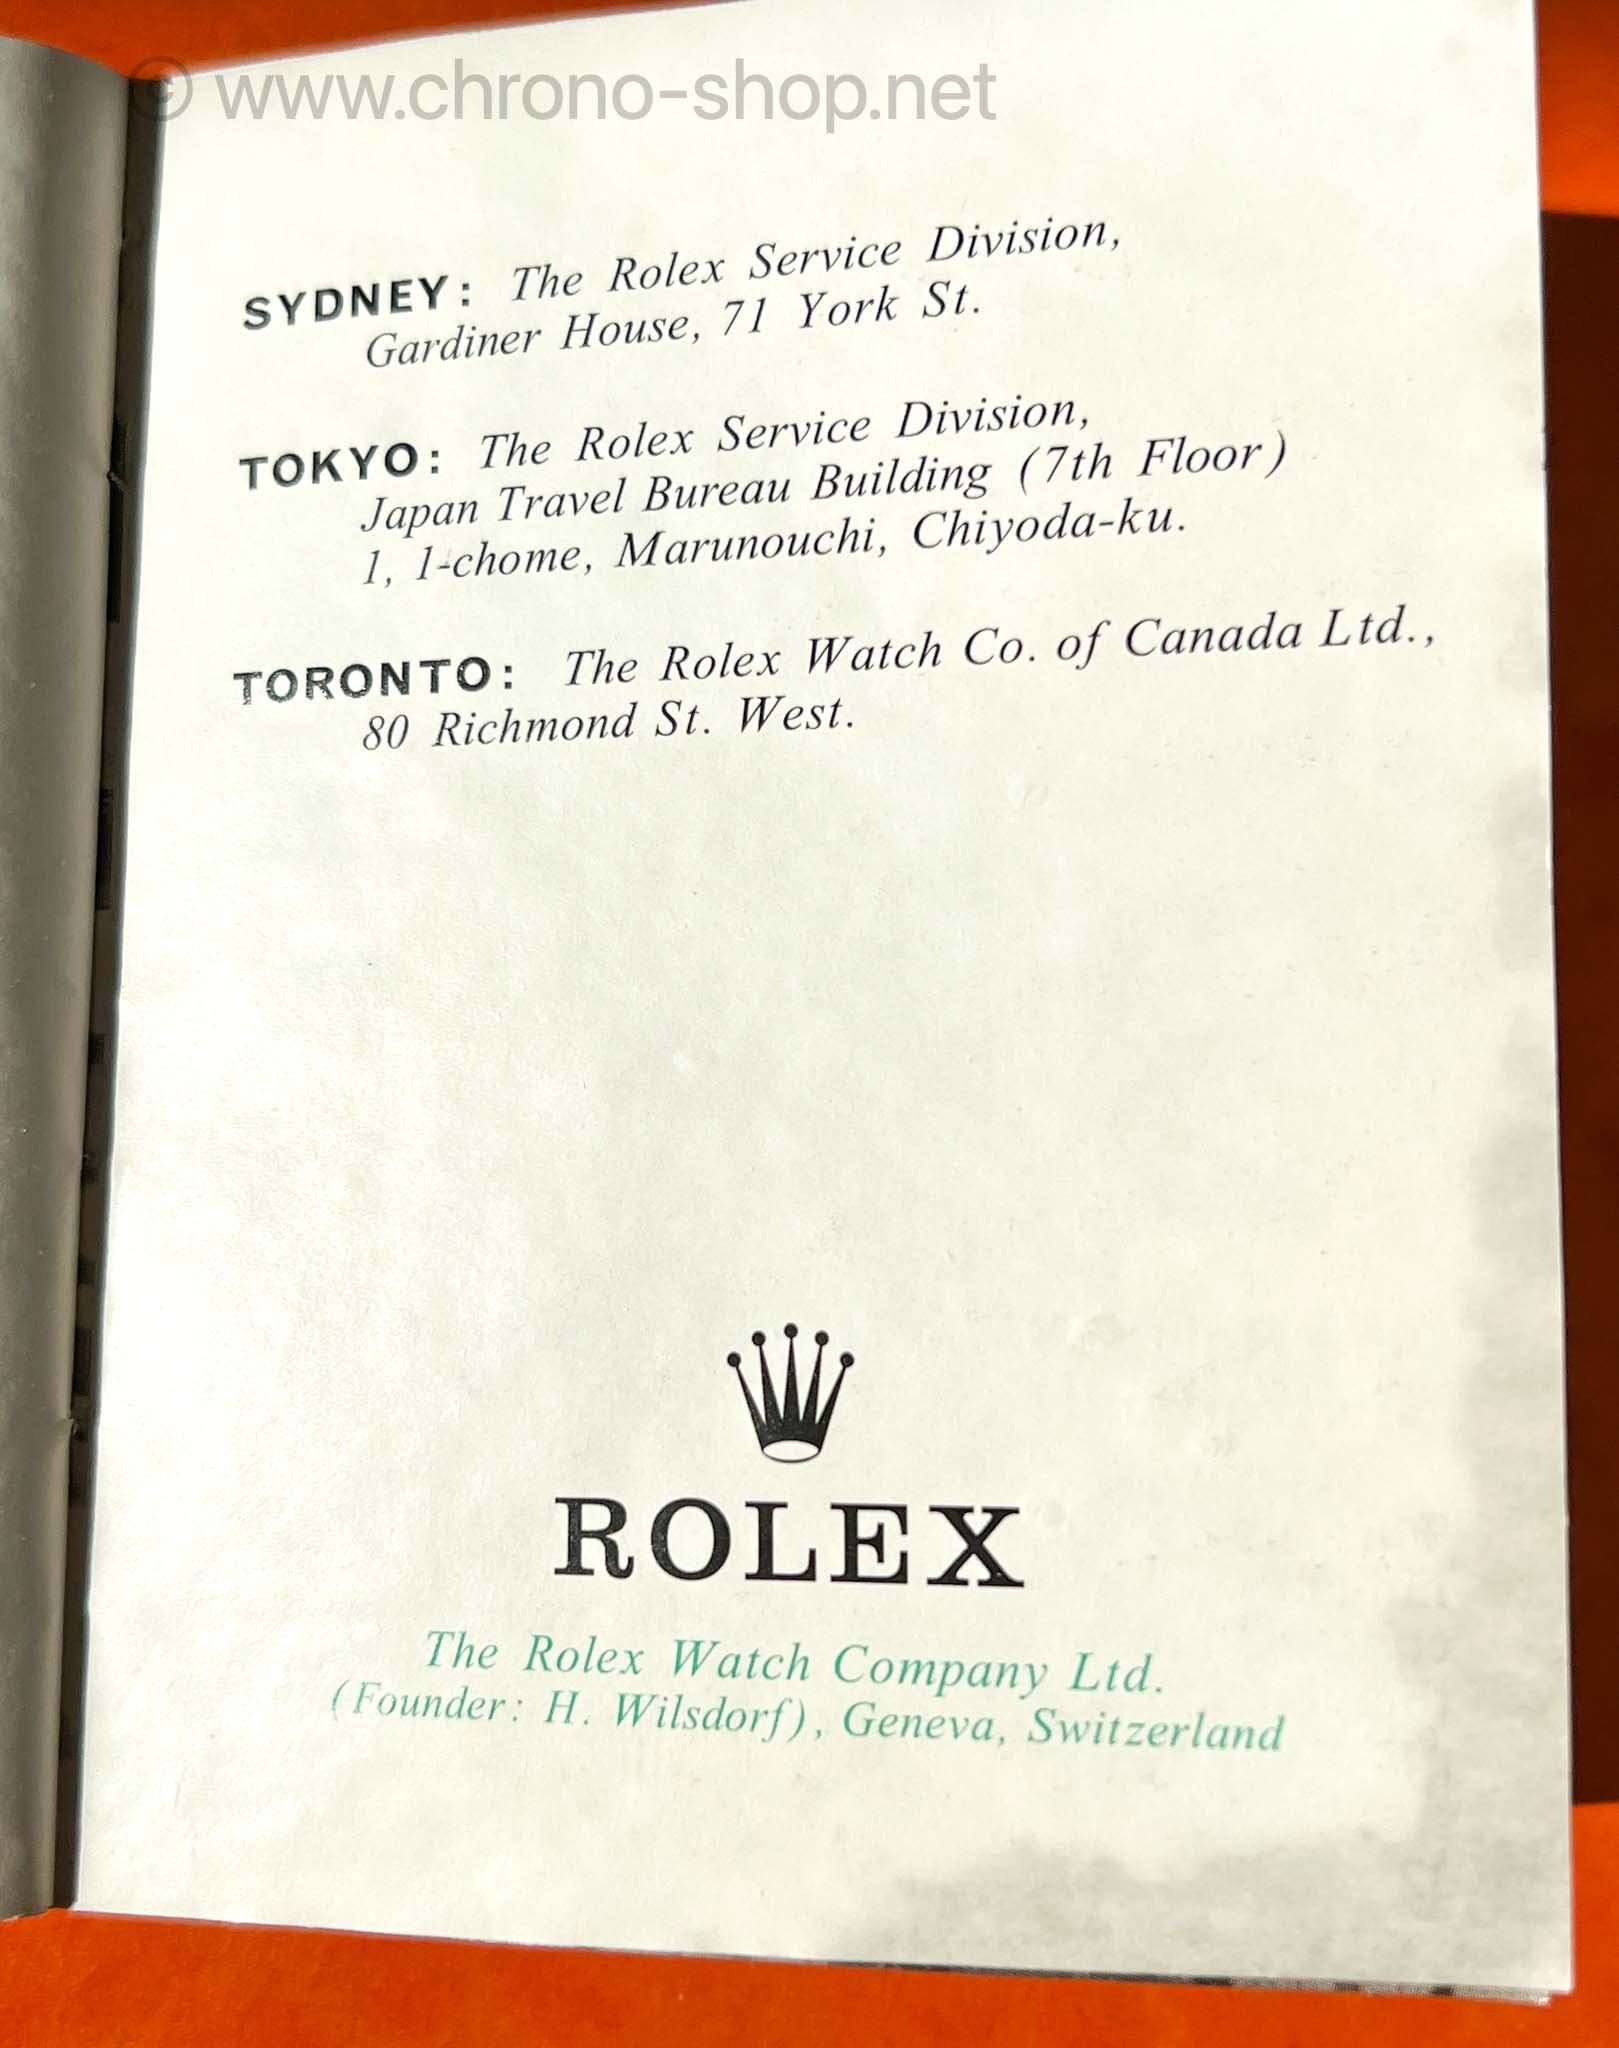 © www.chrono-shop.net
SYDNEY: The Rolex Service Division,
Gardiner House, 71 York St.
TOKYO: The Rolex Service Division,
Japan Travel Bureau Building (7th Floor)
1, 1-chome, Marunouchi, Chiyoda-ku.
TORONTO: The Rolex Watch Co. of Canada Ltd.,
80 Richmond St. West.
ROLEX
The Rolex Watch Company Ltd.
(Founder: H. Wilsdorf), Geneva, Switzerland